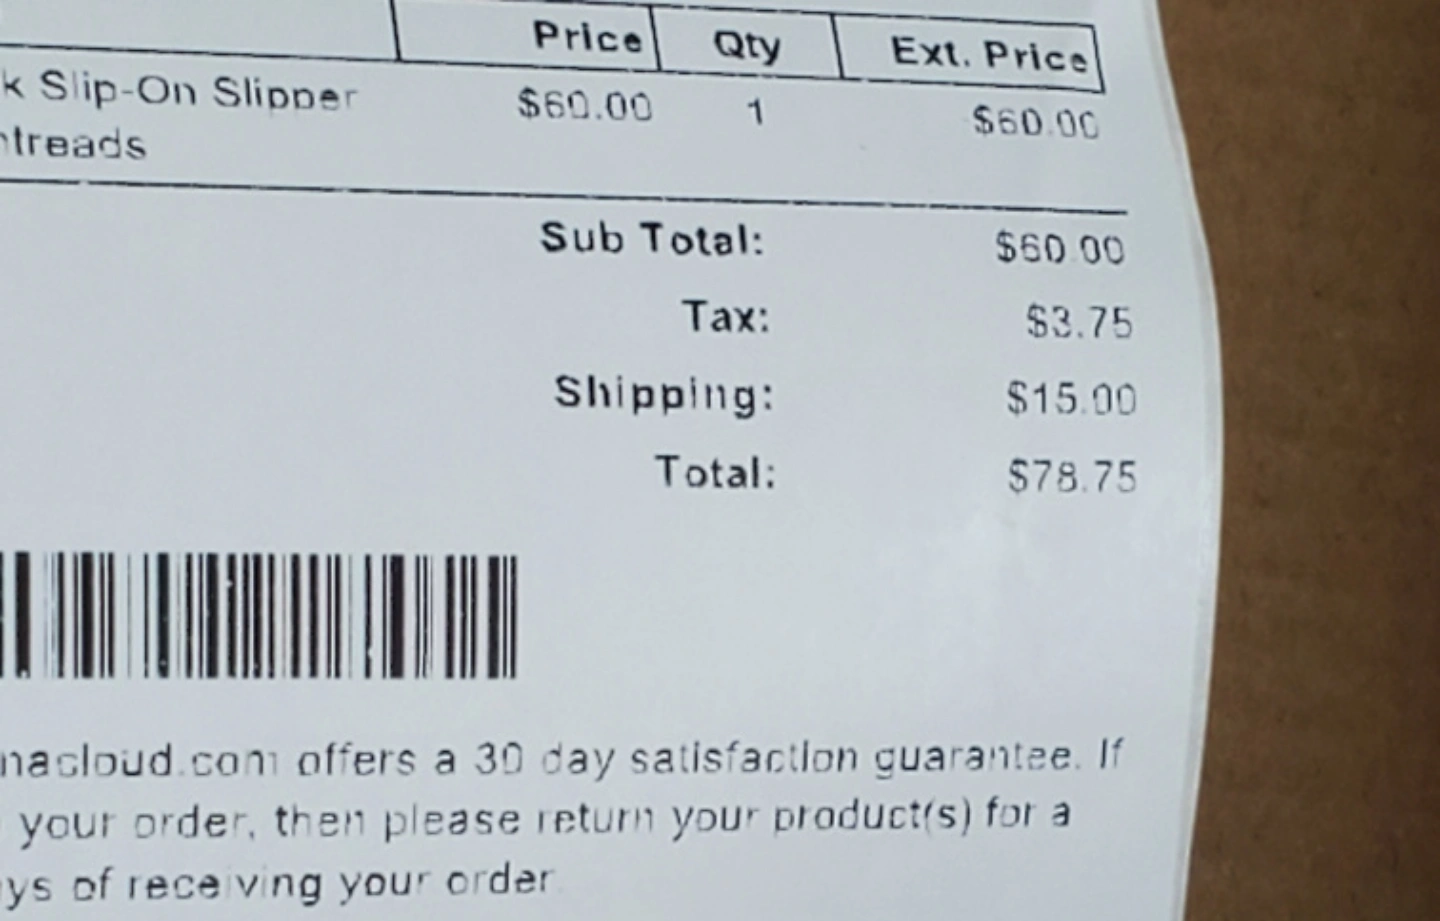 Price Qty Ext. Price
k Slip-On Slipper $60.00 1 $60.00
treads
Sub Total: $60.00
Tax: $3.75
Shipping: $15.00
Total: $78.75
nacloud.com offers a 30 day satisfaction guarantee. If
your order, then please return your product(s) for a
ys of receiving your order